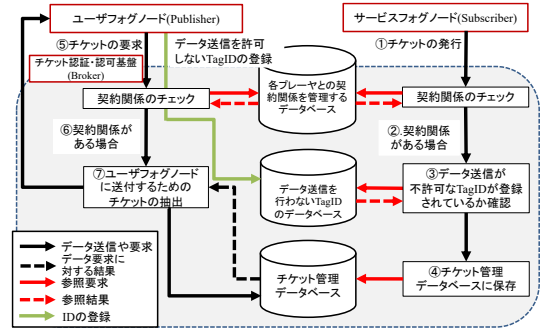 ユーザフォグノード(Publisher)
サービスフォグノード(Subscriber)
⑤チケットの要求
データ送信を許可
しないTagIDの登録
①チケットの発行
チケット認証・認可基盤
(Broker)
契約関係のチェック
各プレーヤとの契
約関係を管理する
データベース
契約関係のチェック
⑥契約関係が
ある場合
②.契約関係
がある場合
⑦ユーザフォグノード
に送付するための
チケットの抽出
データ送信を
行わないTagID
のデータベース
③データ送信が
不許可なTagIDが登録
されているか確認
データ送信や要求
データ要求に
対する結果
参照要求
参照結果
IDの登録
チケット管理
データベース
④チケット管理
データベースに保存